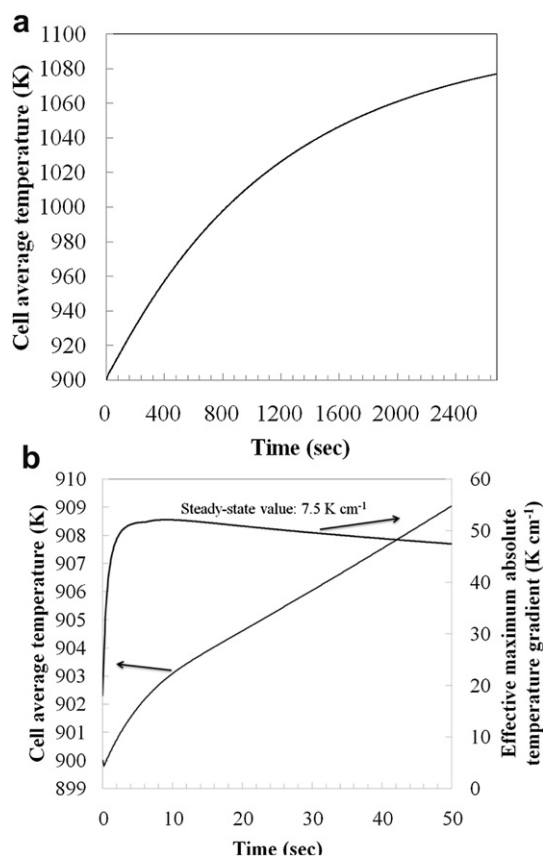 a
Cell average temperature (K)
1100
1080
1060
1040
1020
1000
980
960
940
920
900
0 400 800 1200 1600 2000 2400
Time (sec)
b
Cell average temperature (K)
910
909
908
907
906
905
904
903
902
901
900
899
Steady-state value: 7.5 K cm⁻¹
60
50
40
30
20
10
0
Effective maximum absolute
temperature gradient (K cm⁻¹)
0 10 20 30 40 50
Time (sec)